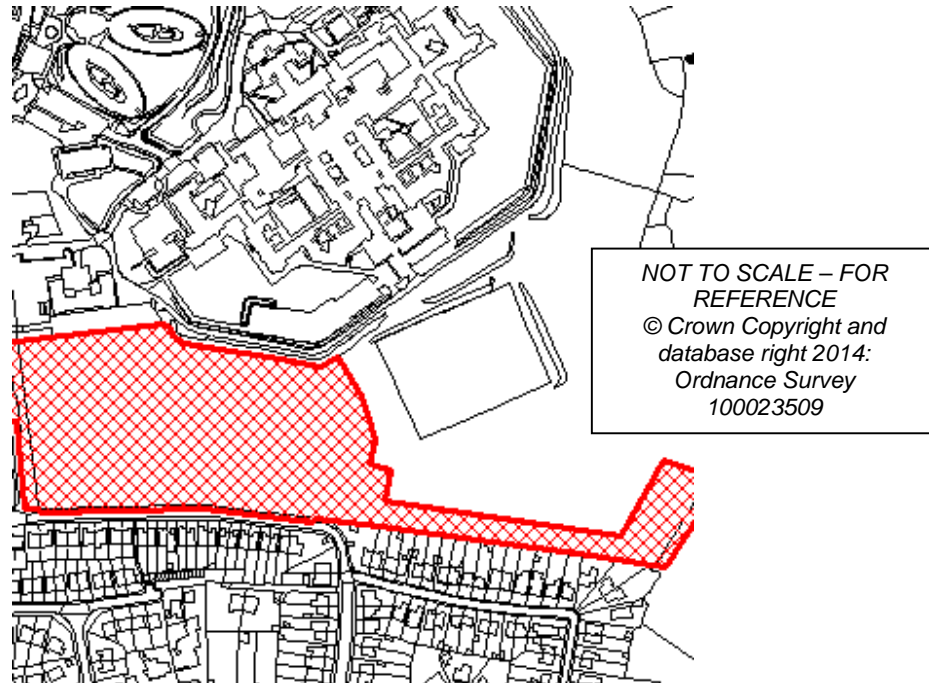 NOT TO SCALE – FOR
REFERENCE
© Crown Copyright and
database right 2014:
Ordnance Survey
100023509